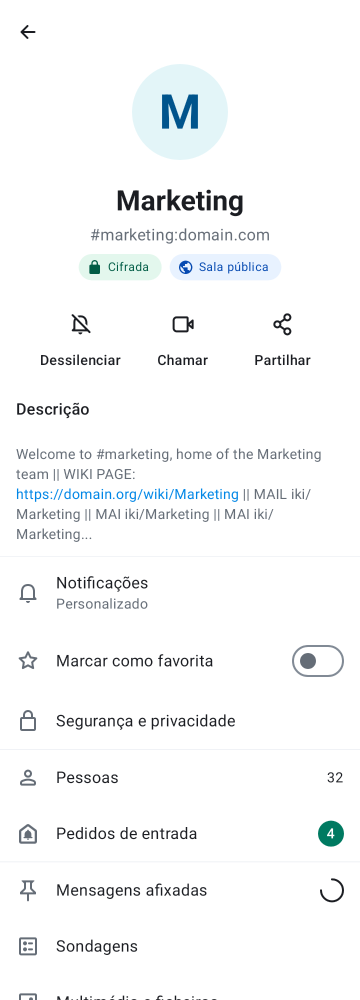 M
Marketing
#marketing:domain.com
Cifrada
Sala pública
Dessilenciar
Chamar
Partilhar
Descrição
Welcome to #marketing, home of the Marketing
team || WIKI PAGE:
https://domain.org/wiki/Marketing || MAIL iki/
Marketing || MAI iki/Marketing || MAI iki/
Marketing...
Notificações
Personalizado
Marcar como favorita
Segurança e privacidade
Pessoas
32
Pedidos de entrada
4
Mensagens afixadas
Sondagens